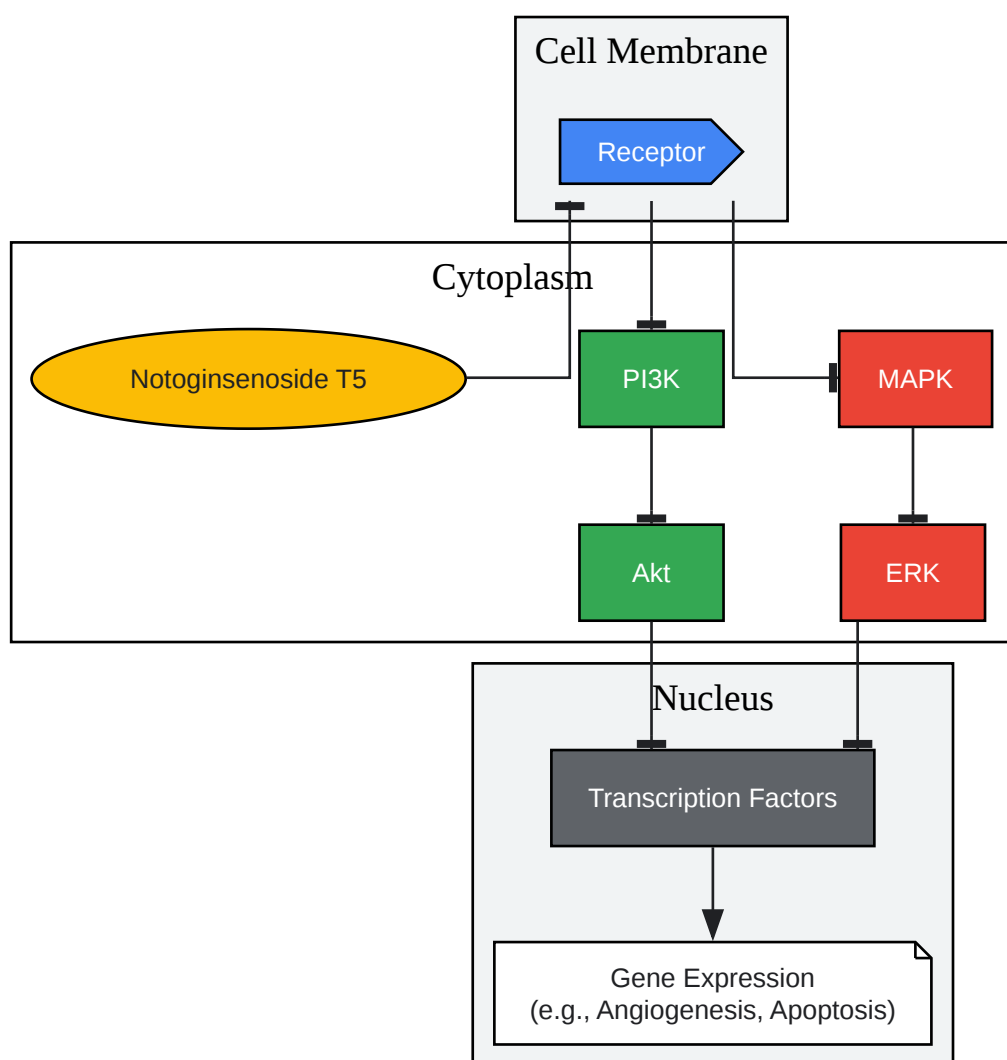 Cell Membrane
Receptor
Cytoplasm
Notoginsenoside T5
PI3K
MAPK
Akt
ERK
Nucleus
Transcription Factors
Gene Expression
(e.g., Angiogenesis, Apoptosis)